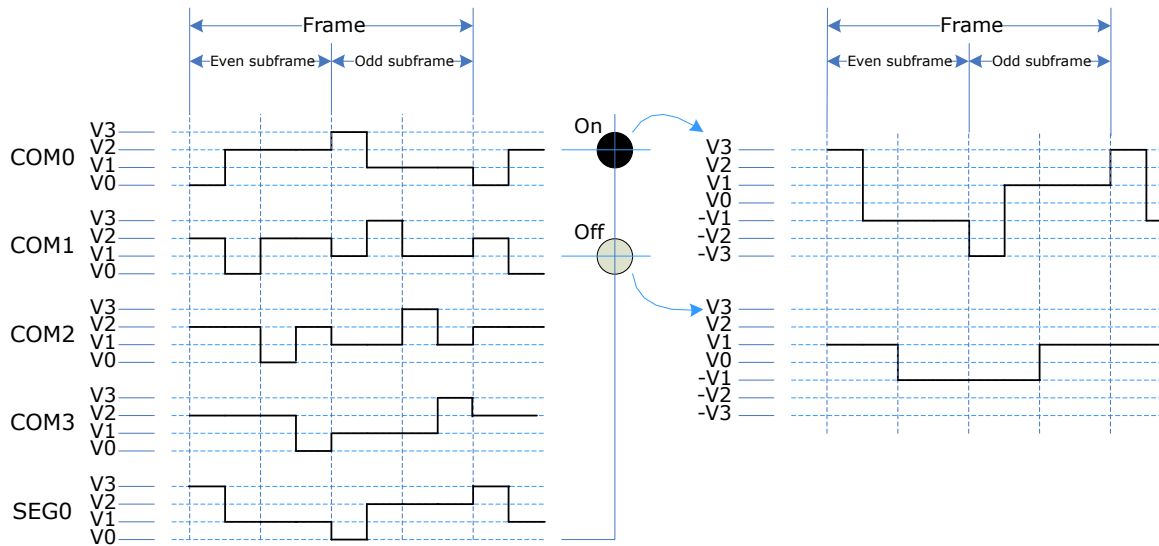 Frame
Even subframe
Odd subframe
COM0
V3
V2
V1
V0
COM1
V3
V2
V1
V0
COM2
V3
V2
V1
V0
COM3
V3
V2
V1
V0
SEG0
V3
V2
V1
V0
On
Off
Frame
Even subframe
Odd subframe
V3
V2
V1
V0
-V1
-V2
-V3
V3
V2
V1
V0
-V1
-V2
-V3